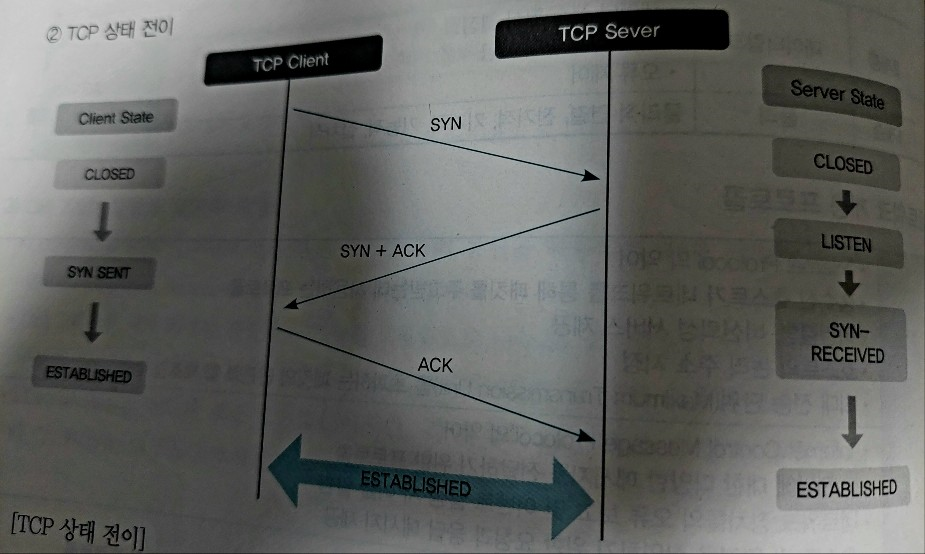 ② TCP 상태 전이
TCP Client
TCP Sever
Client State
Server State
SYN
CLOSED
CLOSED
LISTEN
SYN + ACK
SYN SENT
SYN-
RECEIVED
ACK
ESTABLISHED
ESTABLISHED
ESTABLISHED
[TCP 상태 전이]